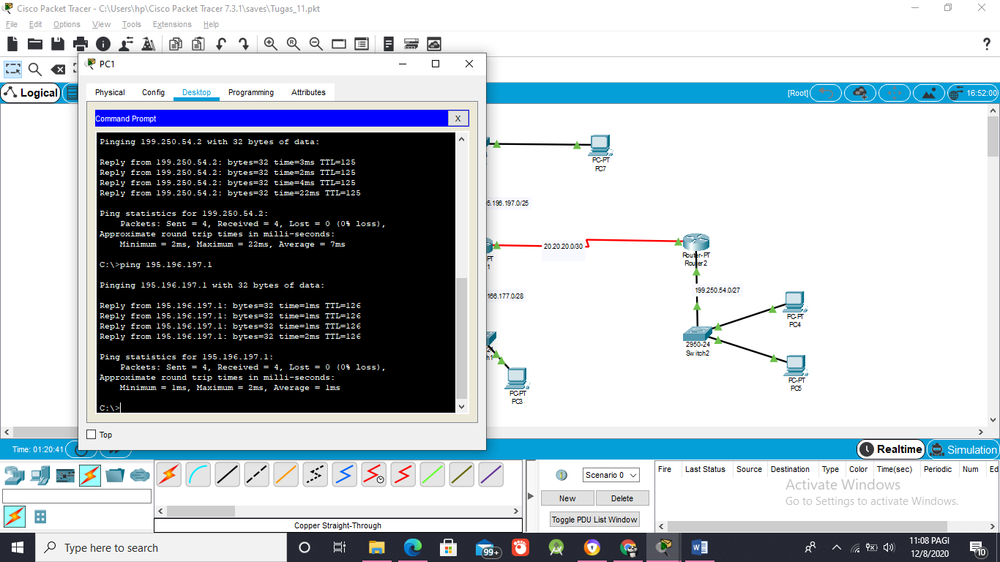 Cisco Packet Tracer - C:\Users\hp\Cisco Packet Tracer 7.3.1\saves\Tugas_11.pkt
File Edit Options View Tools Extensions Help
PC1
Physical Config Desktop Programming Attributes
Logical
[Root]
16:52:00
Command Prompt
X
Pinging 199.250.54.2 with 32 bytes of data:
Reply from 199.250.54.2: bytes=32 time=3ms TTL=125
Reply from 199.250.54.2: bytes=32 time=2ms TTL=125
Reply from 199.250.54.2: bytes=32 time=4ms TTL=125
Reply from 199.250.54.2: bytes=32 time=22ms TTL=125
Ping statistics for 199.250.54.2:
Packets: Sent = 4, Received = 4, Lost = 0 (0% loss),
Approximate round trip times in milli-seconds:
Minimum = 2ms, Maximum = 22ms, Average = 7ms
C:\>ping 195.196.197.1
Pinging 195.196.197.1 with 32 bytes of data:
Reply from 195.196.197.1: bytes=32 time=1ms TTL=126
Reply from 195.196.197.1: bytes=32 time=1ms TTL=126
Reply from 195.196.197.1: bytes=32 time=1ms TTL=126
Reply from 195.196.197.1: bytes=32 time=2ms TTL=126
Ping statistics for 195.196.197.1:
Packets: Sent = 4, Received = 4, Lost = 0 (0% loss),
Approximate round trip times in milli-seconds:
Minimum = 1ms, Maximum = 2ms, Average = 1ms
C:\>
Top
PC-PT
PC7
5.196.197.0/25
20.20.20.0/30
Router-PT
Router2
PT
1
199.250.54.0/27
166.177.0/28
PC-PT
PC4
2950-24
Switch2
PC-PT
PC5
PC-PT
PC3
Time: 01:20:41
Realtime
Simulation
Scenario 0
New
Delete
Toggle PDU List Window
Fire Last Status Source Destination Type Color Time(sec) Periodic Num Ed
Activate Windows
Go to Settings to activate Windows.
Copper Straight-Through
Type here to search
99+
11:08 PAGI
12/8/2020
10